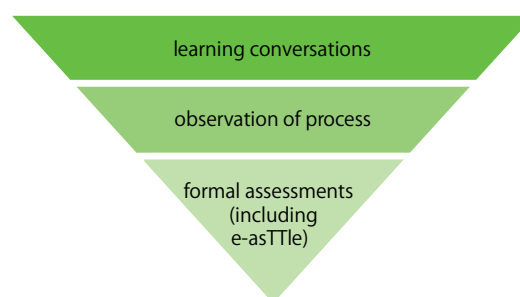 learning conversations
observation of process
formal assessments
(including
e-asTTle)